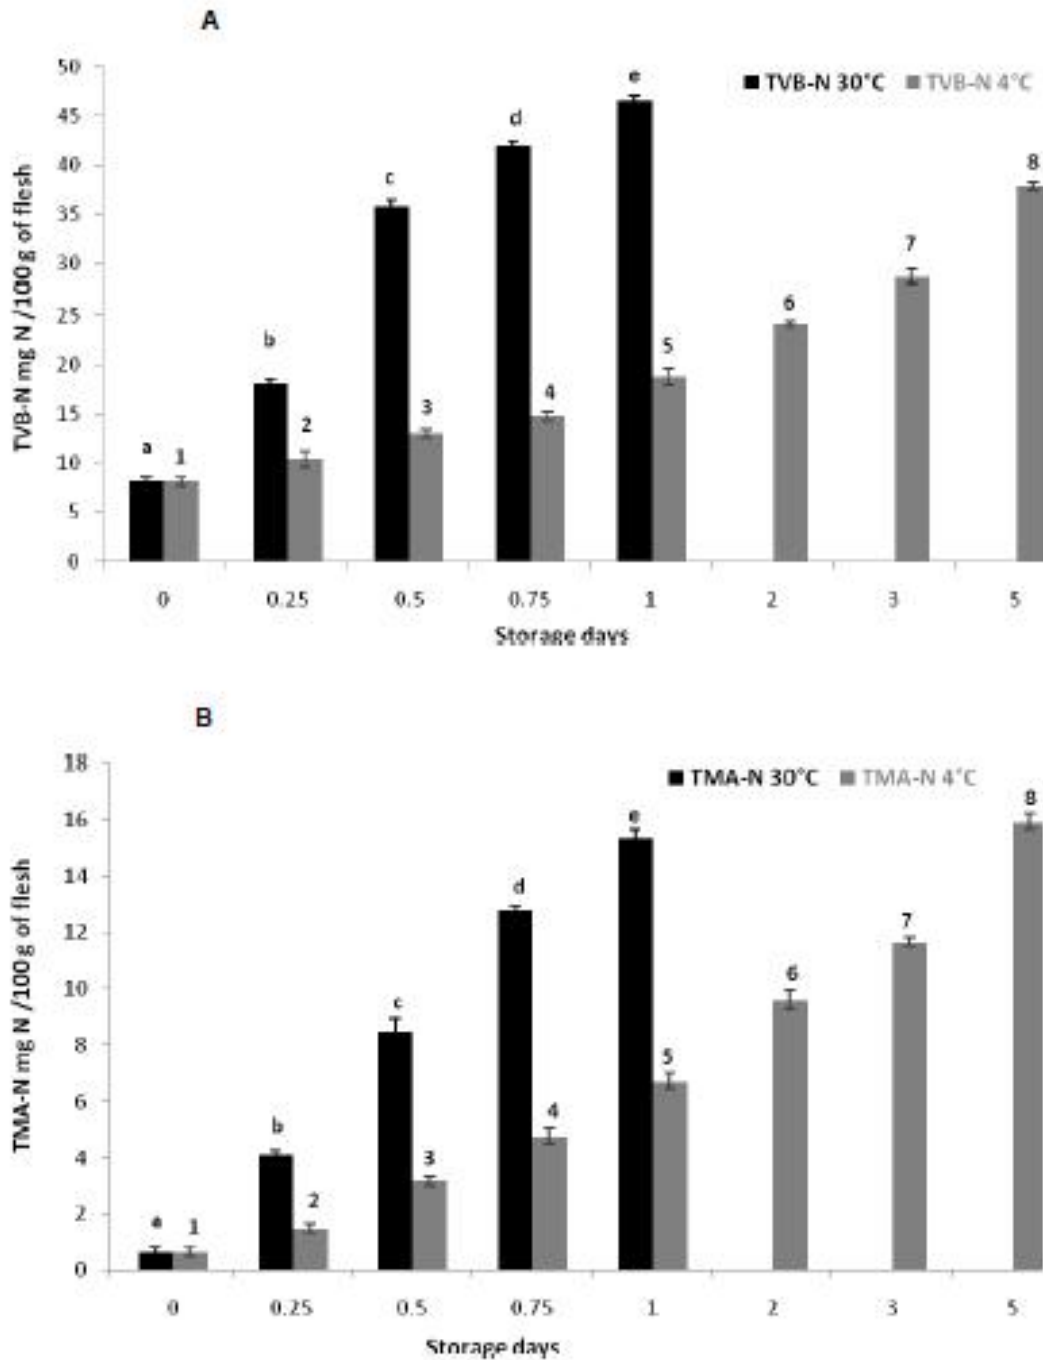 A
TVB-N 30°C TVB-N 4°C
TVB-N mg N /100g of flesh
50
45
40
35
30
25
20
15
10
5
0
a 1 b 2 c 3 d 4 e 5 6 7 8
0 0.25 0.5 0.75 1 2 3 5
Storage days
B
TMA-N 30°C TMA-N 4°C
TMA-N mg N /100g of flesh
18
16
14
12
10
8
6
4
2
0
a 1 b 2 c 3 d 4 e 5 6 7 8
0 0.25 0.5 0.75 1 2 3 5
Storage days